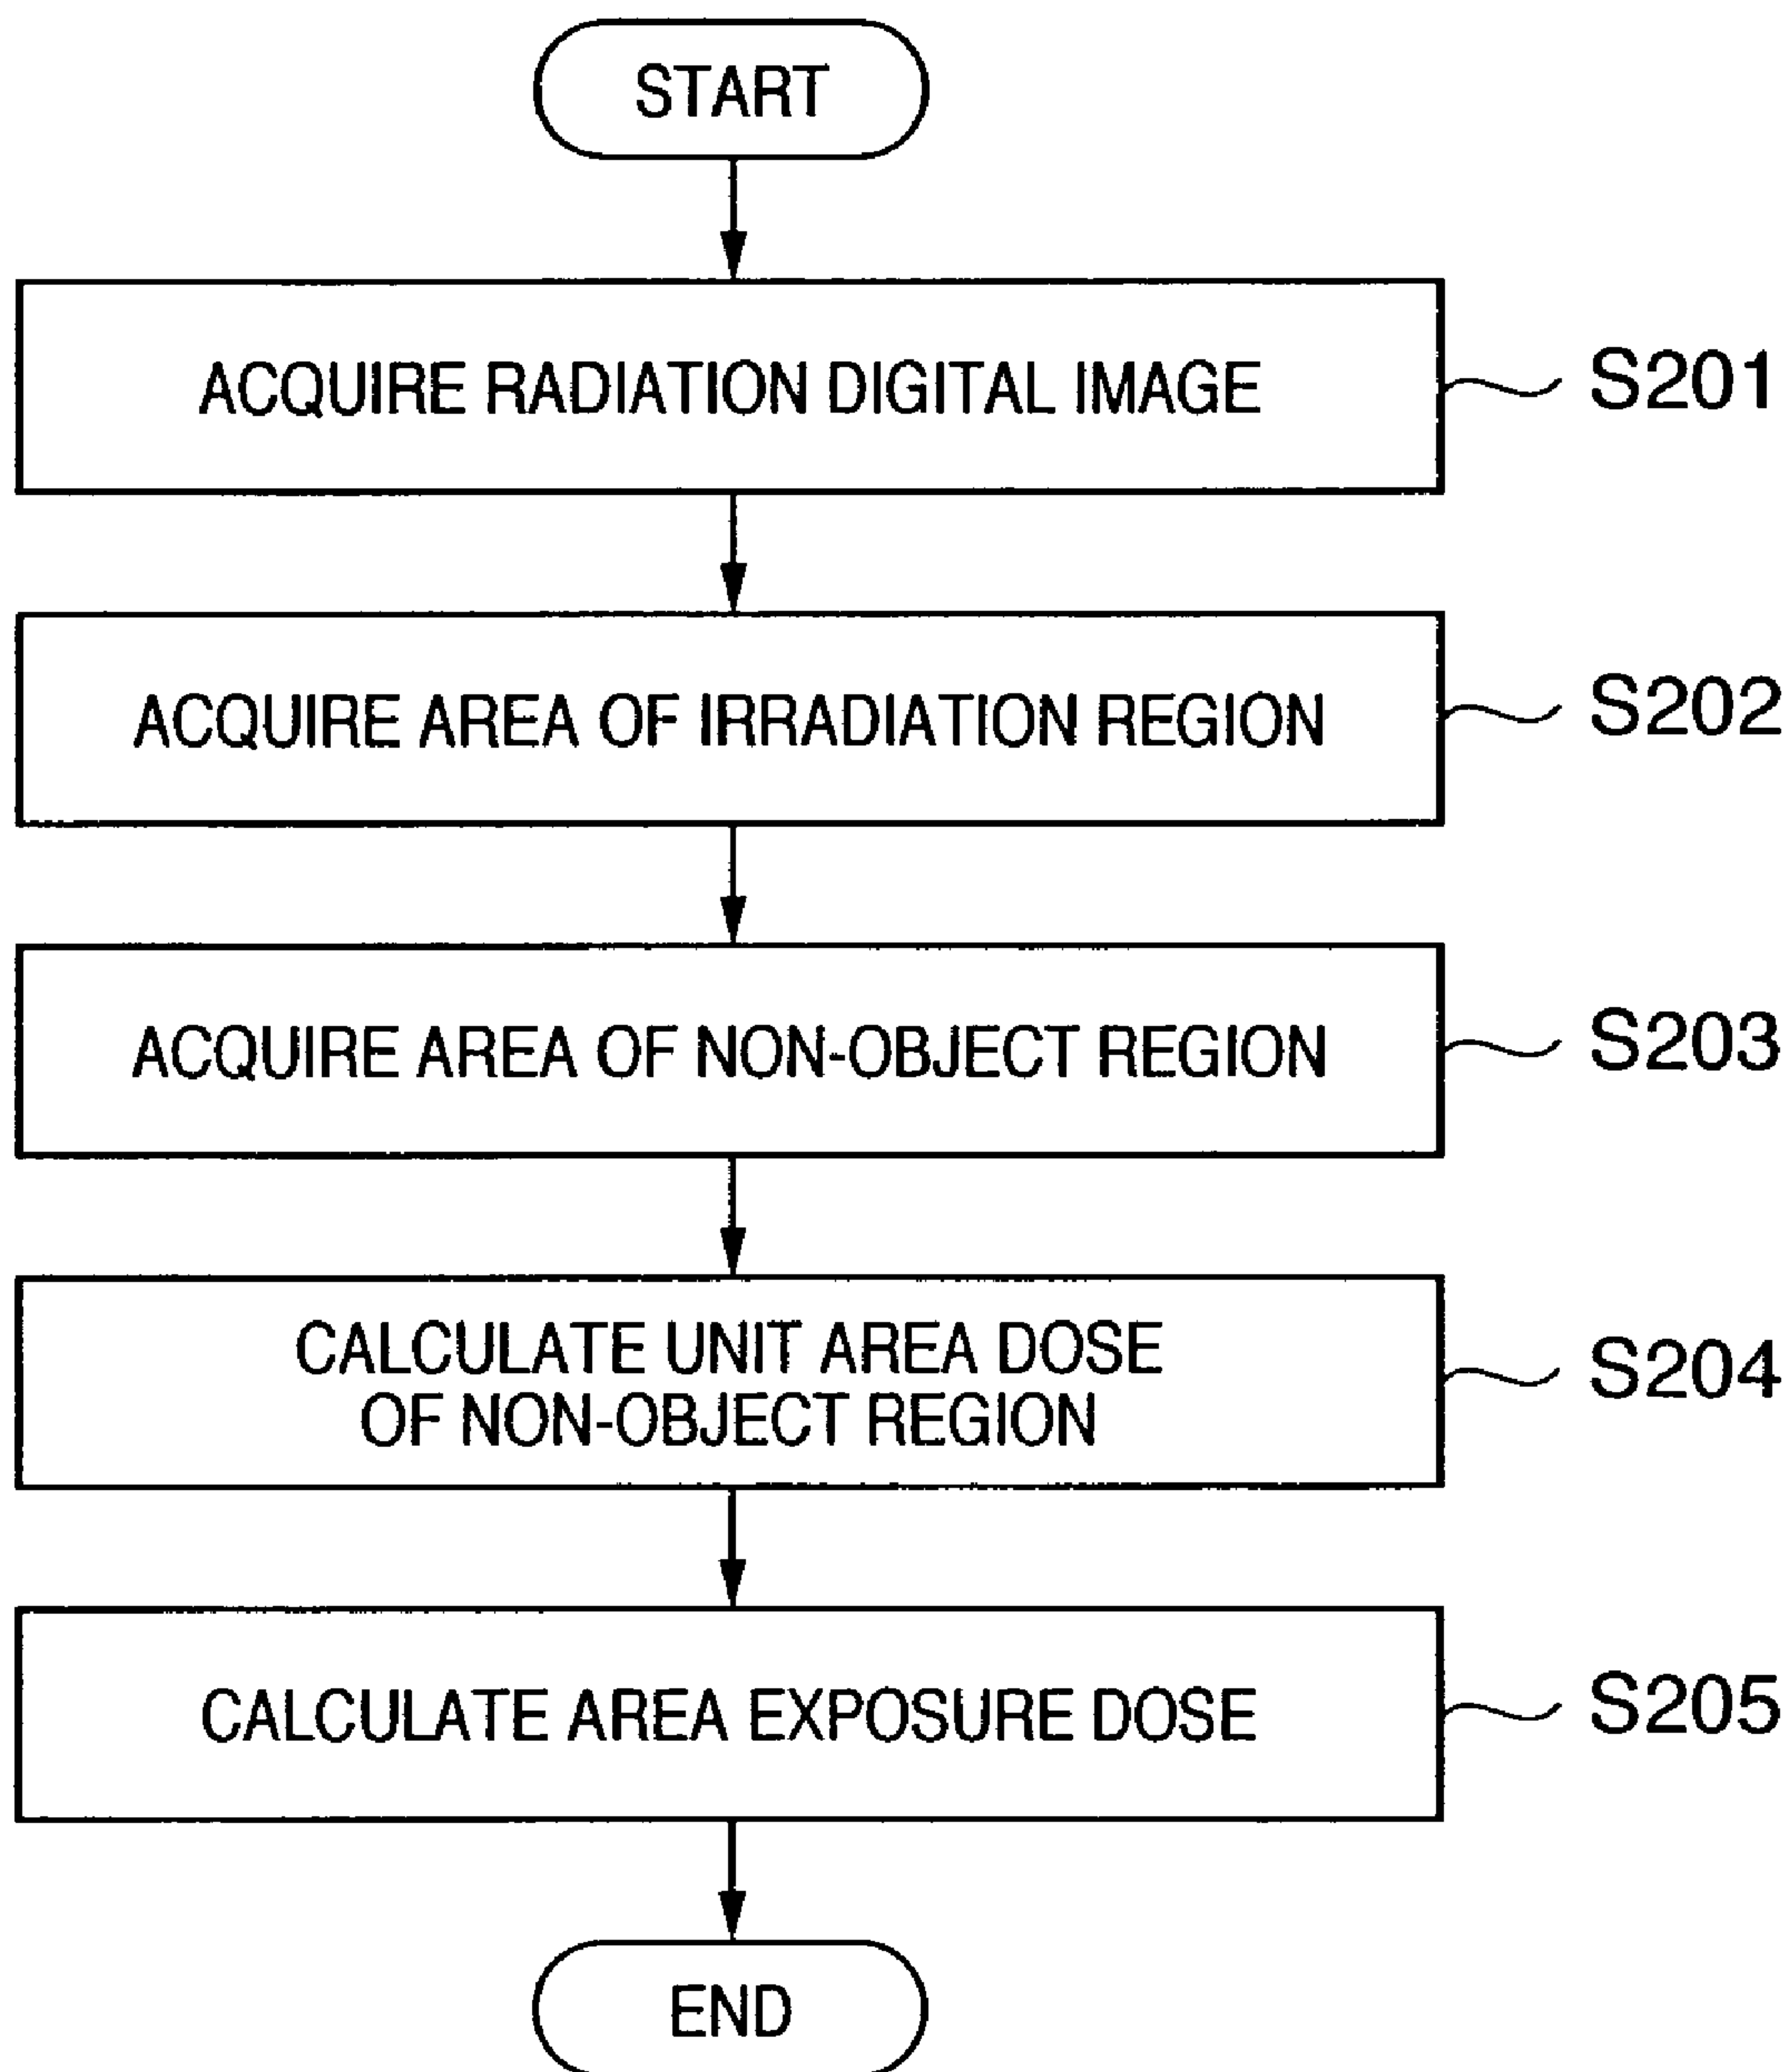 START
ACQUIRE RADIATION DIGITAL IMAGE
S201
ACQUIRE AREA OF IRRADIATION REGION
S202
ACQUIRE AREA OF NON-OBJECT REGION
S203
CALCULATE UNIT AREA DOSE
OF NON-OBJECT REGION
S204
CALCULATE AREA EXPOSURE DOSE
S205
END